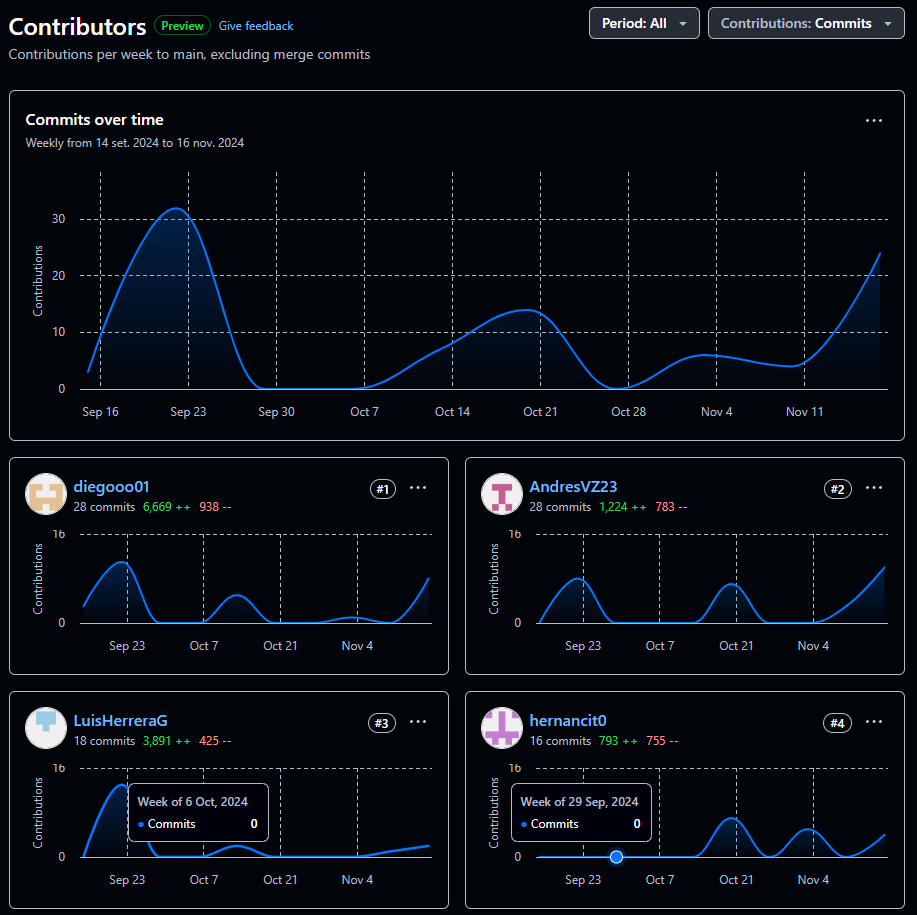 Contributors Preview Give feedback
Period: All
Contributions: Commits
Contributions per week to main, excluding merge commits
Commits over time
Weekly from 14 set. 2024 to 16 nov. 2024
Contributions
30
20
10
0
Sep 16 Sep 23 Sep 30 Oct 7 Oct 14 Oct 21 Oct 28 Nov 4 Nov 11
diegooo01
#1
28 commits 6,669 ++ 938 --
Contributions
16
0
Sep 23 Oct 7 Oct 21 Nov 4
AndresVZ23
#2
28 commits 1,224 ++ 783 --
Contributions
16
0
Sep 23 Oct 7 Oct 21 Nov 4
LuisHerreraG
#3
18 commits 3,891 ++ 425 --
Contributions
16
Week of 6 Oct, 2024
Commits 0
0
Sep 23 Oct 7 Oct 21 Nov 4
hernancit0
#4
16 commits 793 ++ 755 --
Contributions
16
Week of 29 Sep, 2024
Commits 0
0
Sep 23 Oct 7 Oct 21 Nov 4